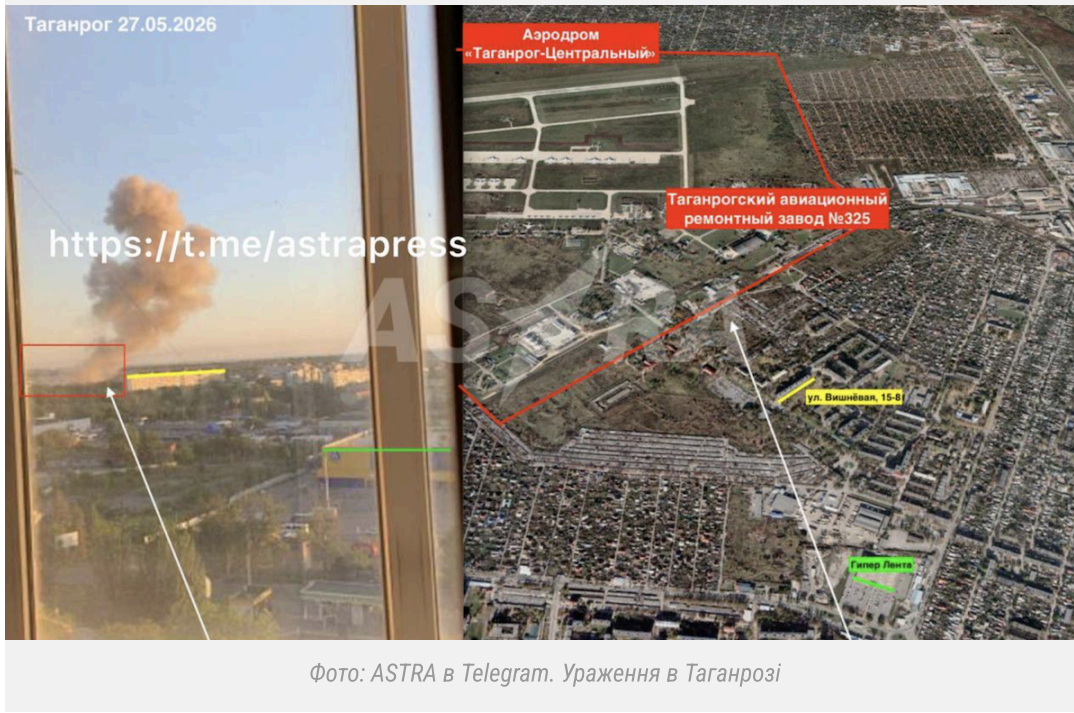 Таганрог 27.05.2026
https://t.me/astrapress
ASTRA
Аэродром
«Таганрог-Центральный»
Таганрогский авиационный
ремонтный завод №325
ул. Вишнёвая, 15-8
Гипер Лента
Фото: ASTRA в Telegram. Ураження в Таганрозі